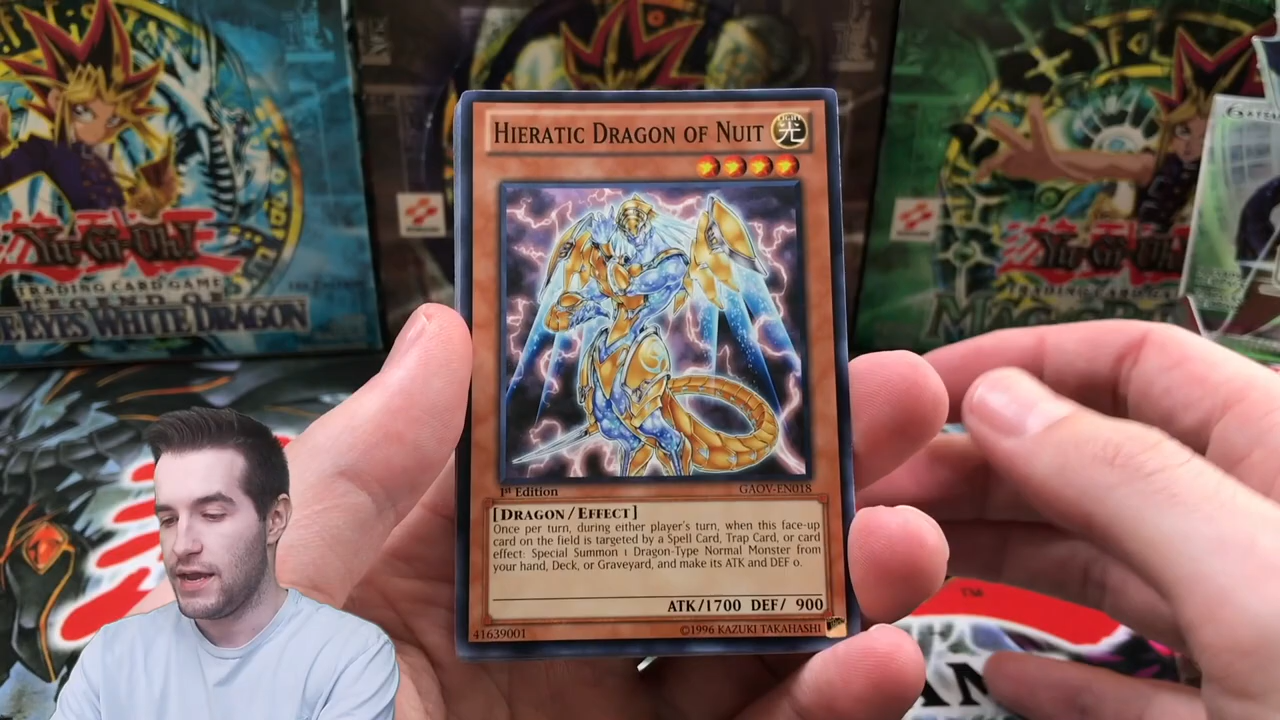 Yu-Gi-Oh!
TRADING CARD GAME
LEGEND OF
EYES WHITE DRAGON
Yu-Gi-Oh!
HIERATIC DRAGON OF NUIT
LIGHT
光
1st Edition
GAOV-EN018
[DRAGON/EFFECT]
Once per turn, during either player's turn, when this face-up
card on the field is targeted by a Spell Card, Trap Card, or card
effect: Special Summon 1 Dragon-Type Normal Monster from
your hand, Deck, or Graveyard, and make its ATK and DEF 0.
ATK/1700 DEF/ 900
41639001
©1996 KAZUKI TAKAHASHI
TM